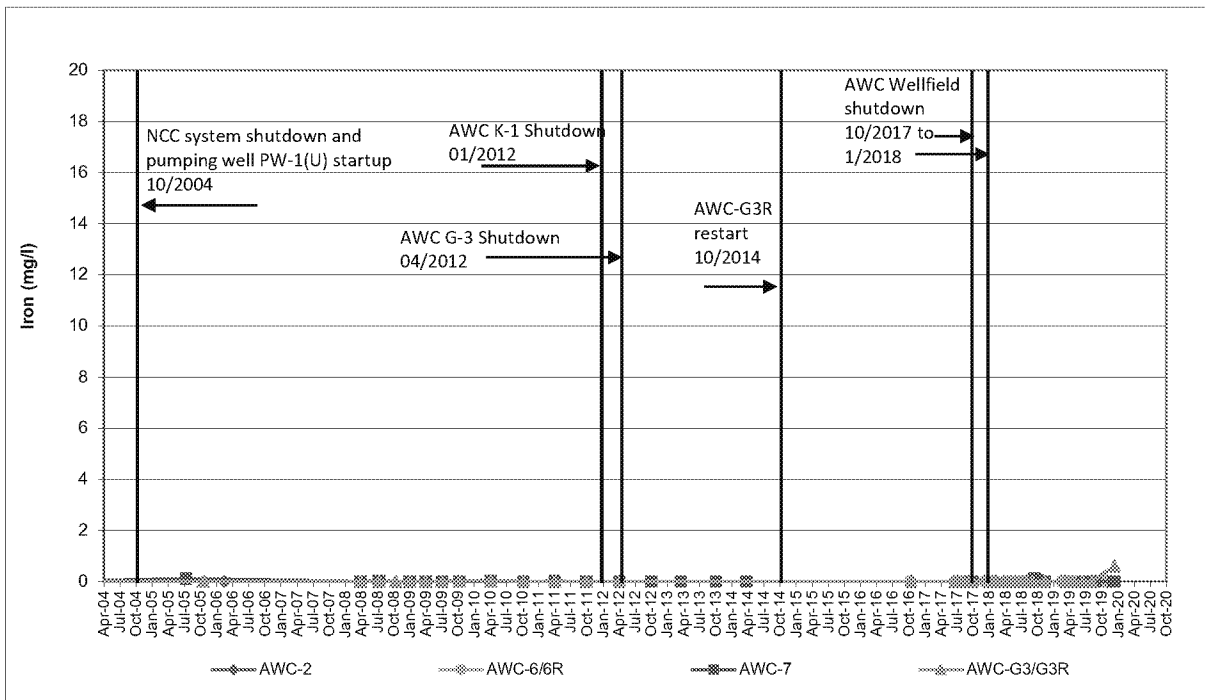 20
18
16
14
12
10
8
6
4
2
0
Iron (mg/l)
NCC system shutdown and
pumping well PW-1(U) startup
10/2004
AWC K-1 Shutdown
01/2012
AWC G-3 Shutdown
04/2012
AWC-G3R
restart
10/2014
AWC Wellfield
shutdown
10/2017 to
1/2018
Apr-04
Jul-04
Oct-04
Jan-05
Apr-05
Jul-05
Oct-05
Jan-06
Apr-06
Jul-06
Oct-06
Jan-07
Apr-07
Jul-07
Oct-07
Jan-08
Apr-08
Jul-08
Oct-08
Jan-09
Apr-09
Jul-09
Oct-09
Jan-10
Apr-10
Jul-10
Oct-10
Jan-11
Apr-11
Jul-11
Oct-11
Jan-12
Apr-12
Jul-12
Oct-12
Jan-13
Apr-13
Jul-13
Oct-13
Jan-14
Apr-14
Jul-14
Oct-14
Jan-15
Apr-15
Jul-15
Oct-15
Jan-16
Apr-16
Jul-16
Oct-16
Jan-17
Apr-17
Jul-17
Oct-17
Jan-18
Apr-18
Jul-18
Oct-18
Jan-19
Apr-19
Jul-19
Oct-19
Jan-20
Apr-20
Jul-20
Oct-20
AWC-2
AWC-6/6R
AWC-7
AWC-G3/G3R